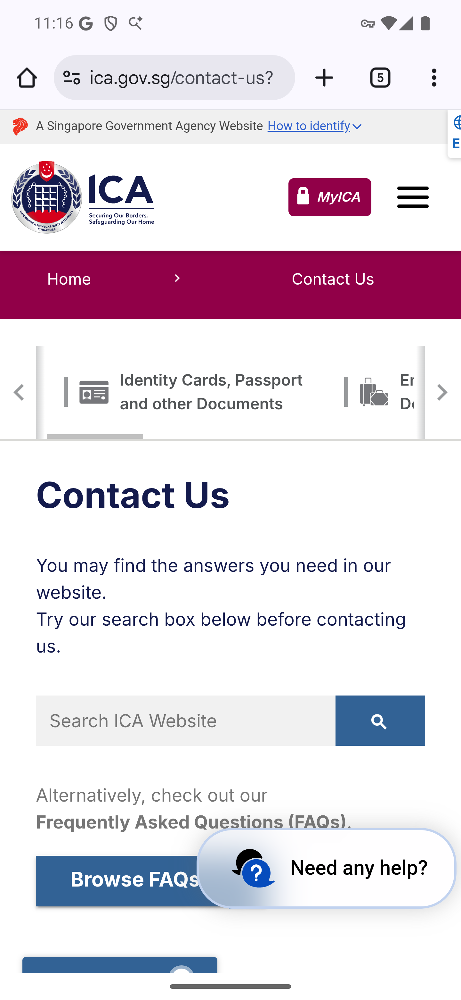 11:16
ica.gov.sg/contact-us?
5
A Singapore Government Agency Website How to identify
ICA
Securing Our Borders,
Safeguarding Our Home
IMMIGRATION & CHECKPOINTS AUTHORITY
SINGAPORE
MyICA
Home
Contact Us
Identity Cards, Passport
and other Documents
Contact Us
You may find the answers you need in our
website.
Try our search box below before contacting
us.
Search ICA Website
Alternatively, check out our
Frequently Asked Questions (FAQs).
Browse FAQs
Need any help?